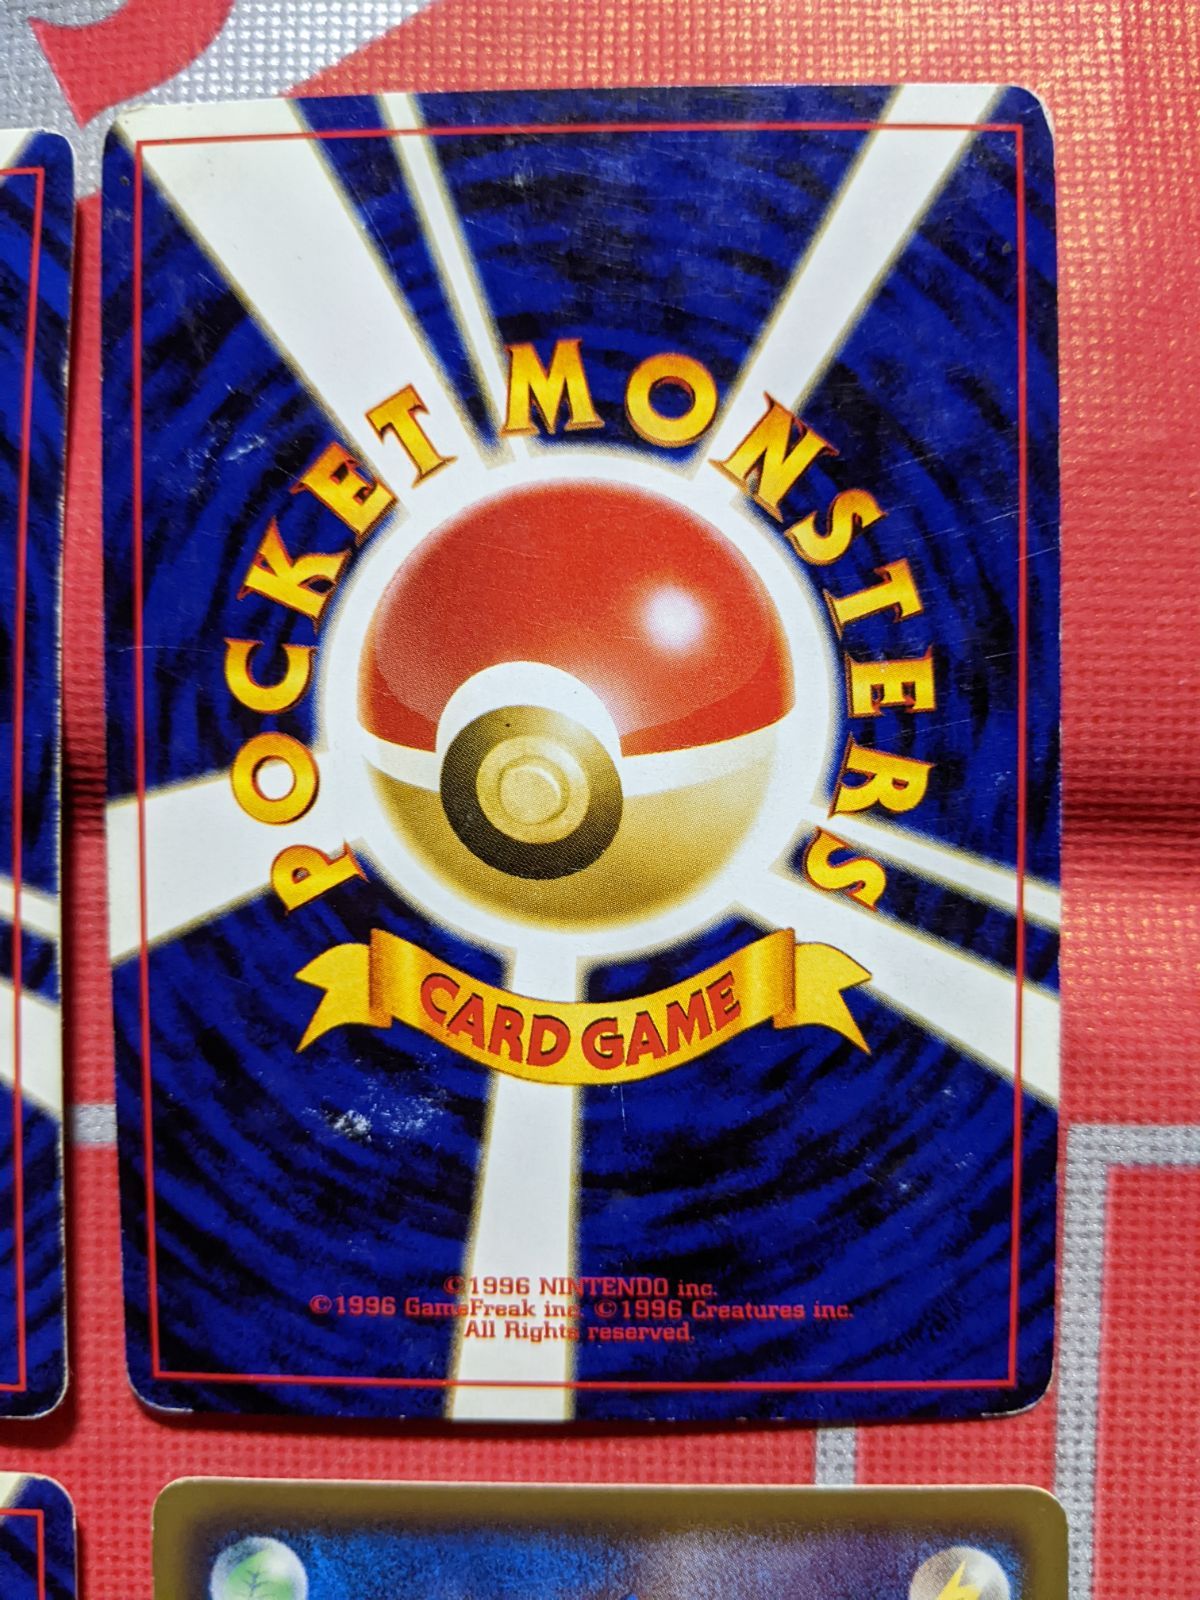 POCKET MONSTERS
CARD GAME
©1996 NINTENDO inc.
©1996 GameFreak inc. ©1996 Creatures inc.
All Rights reserved.